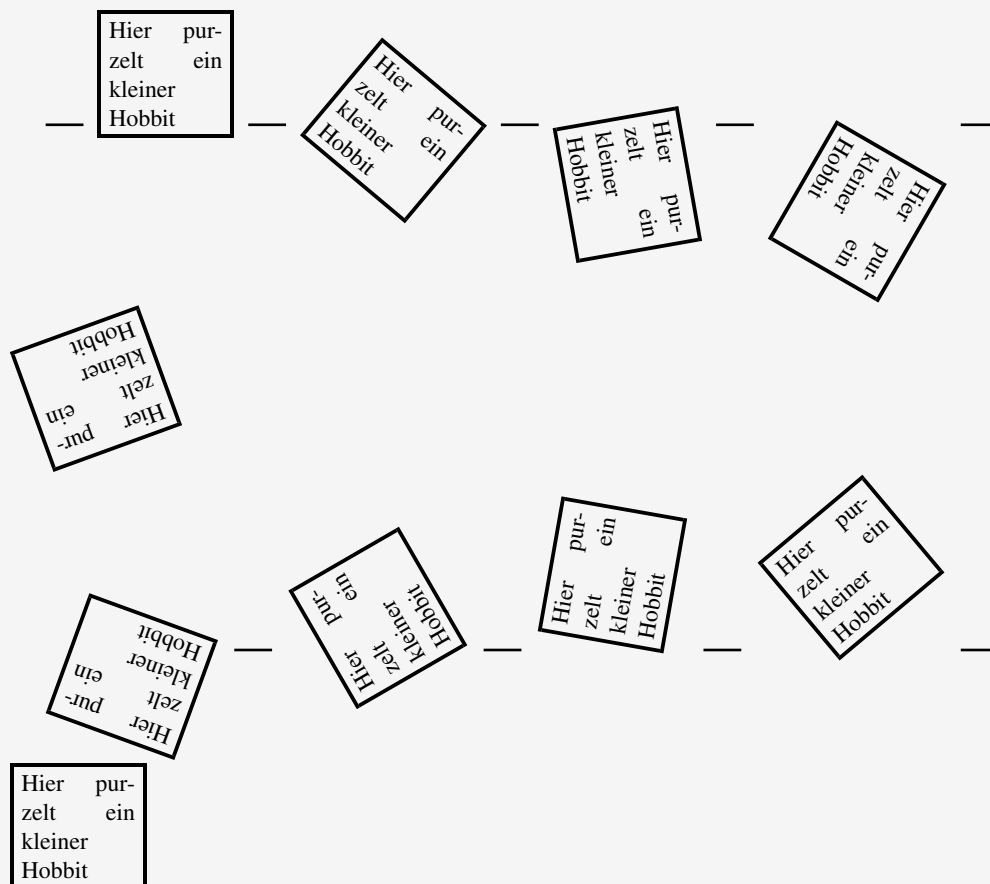 Hier pur-
zelt ein
kleiner
Hobbit
Hier pur-
zelt ein
kleiner
Hobbit
Hier pur-
zelt ein
kleiner
Hobbit
Hier pur-
zelt ein
kleiner
Hobbit
Hier pur-
zelt ein
kleiner
Hobbit
Hier pur-
zelt ein
kleiner
Hobbit
Hier pur-
zelt ein
kleiner
Hobbit
Hier pur-
zelt ein
kleiner
Hobbit
Hier pur-
zelt ein
kleiner
Hobbit
Hier pur-
zelt ein
kleiner
Hobbit